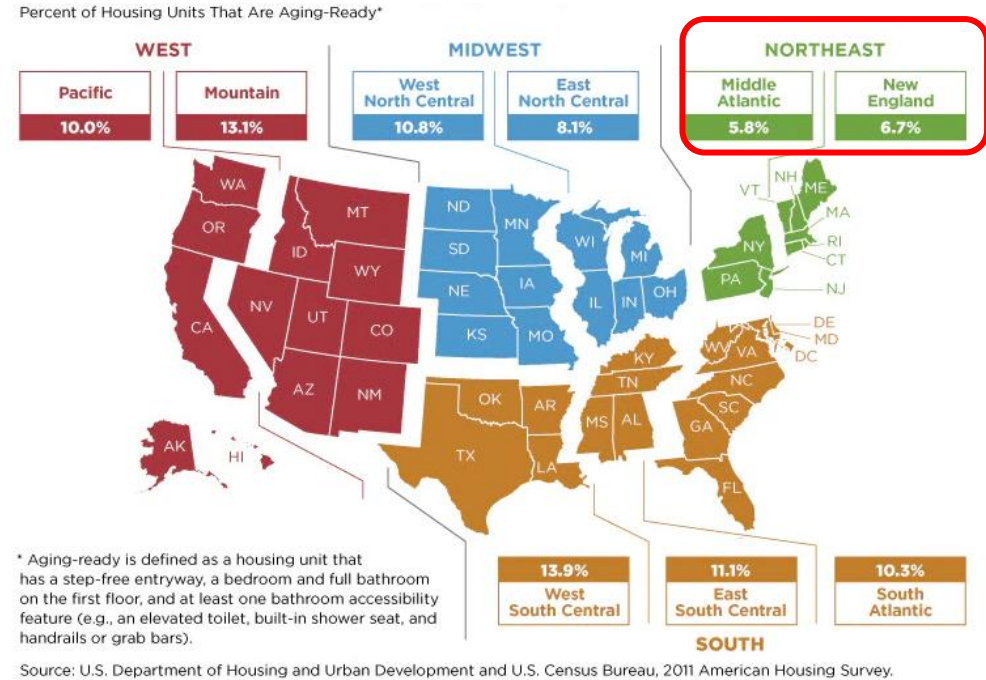 Percent of Housing Units That Are Aging-Ready*
WEST
MIDWEST
NORTHEAST
Pacific
10.0%
Mountain
13.1%
West
North Central
10.8%
East
North Central
8.1%
Middle
Atlantic
5.8%
New
England
6.7%
WA
OR
CA
NV
ID
MT
WY
UT
CO
AZ
NM
AK
HI
ND
SD
NE
KS
MN
IA
MO
WI
IL
MI
IN
OH
VT
NH
ME
MA
RI
CT
NJ
NY
PA
DE
MD
DC
WV
VA
KY
TN
NC
SC
GA
FL
MS
AL
OK
AR
TX
LA
* Aging-ready is defined as a housing unit that
has a step-free entryway, a bedroom and full bathroom
on the first floor, and at least one bathroom accessibility
feature (e.g., an elevated toilet, built-in shower seat, and
handrails or grab bars).
13.9%
West
South Central
11.1%
East
South Central
10.3%
South
Atlantic
SOUTH
Source: U.S. Department of Housing and Urban Development and U.S. Census Bureau, 2011 American Housing Survey.